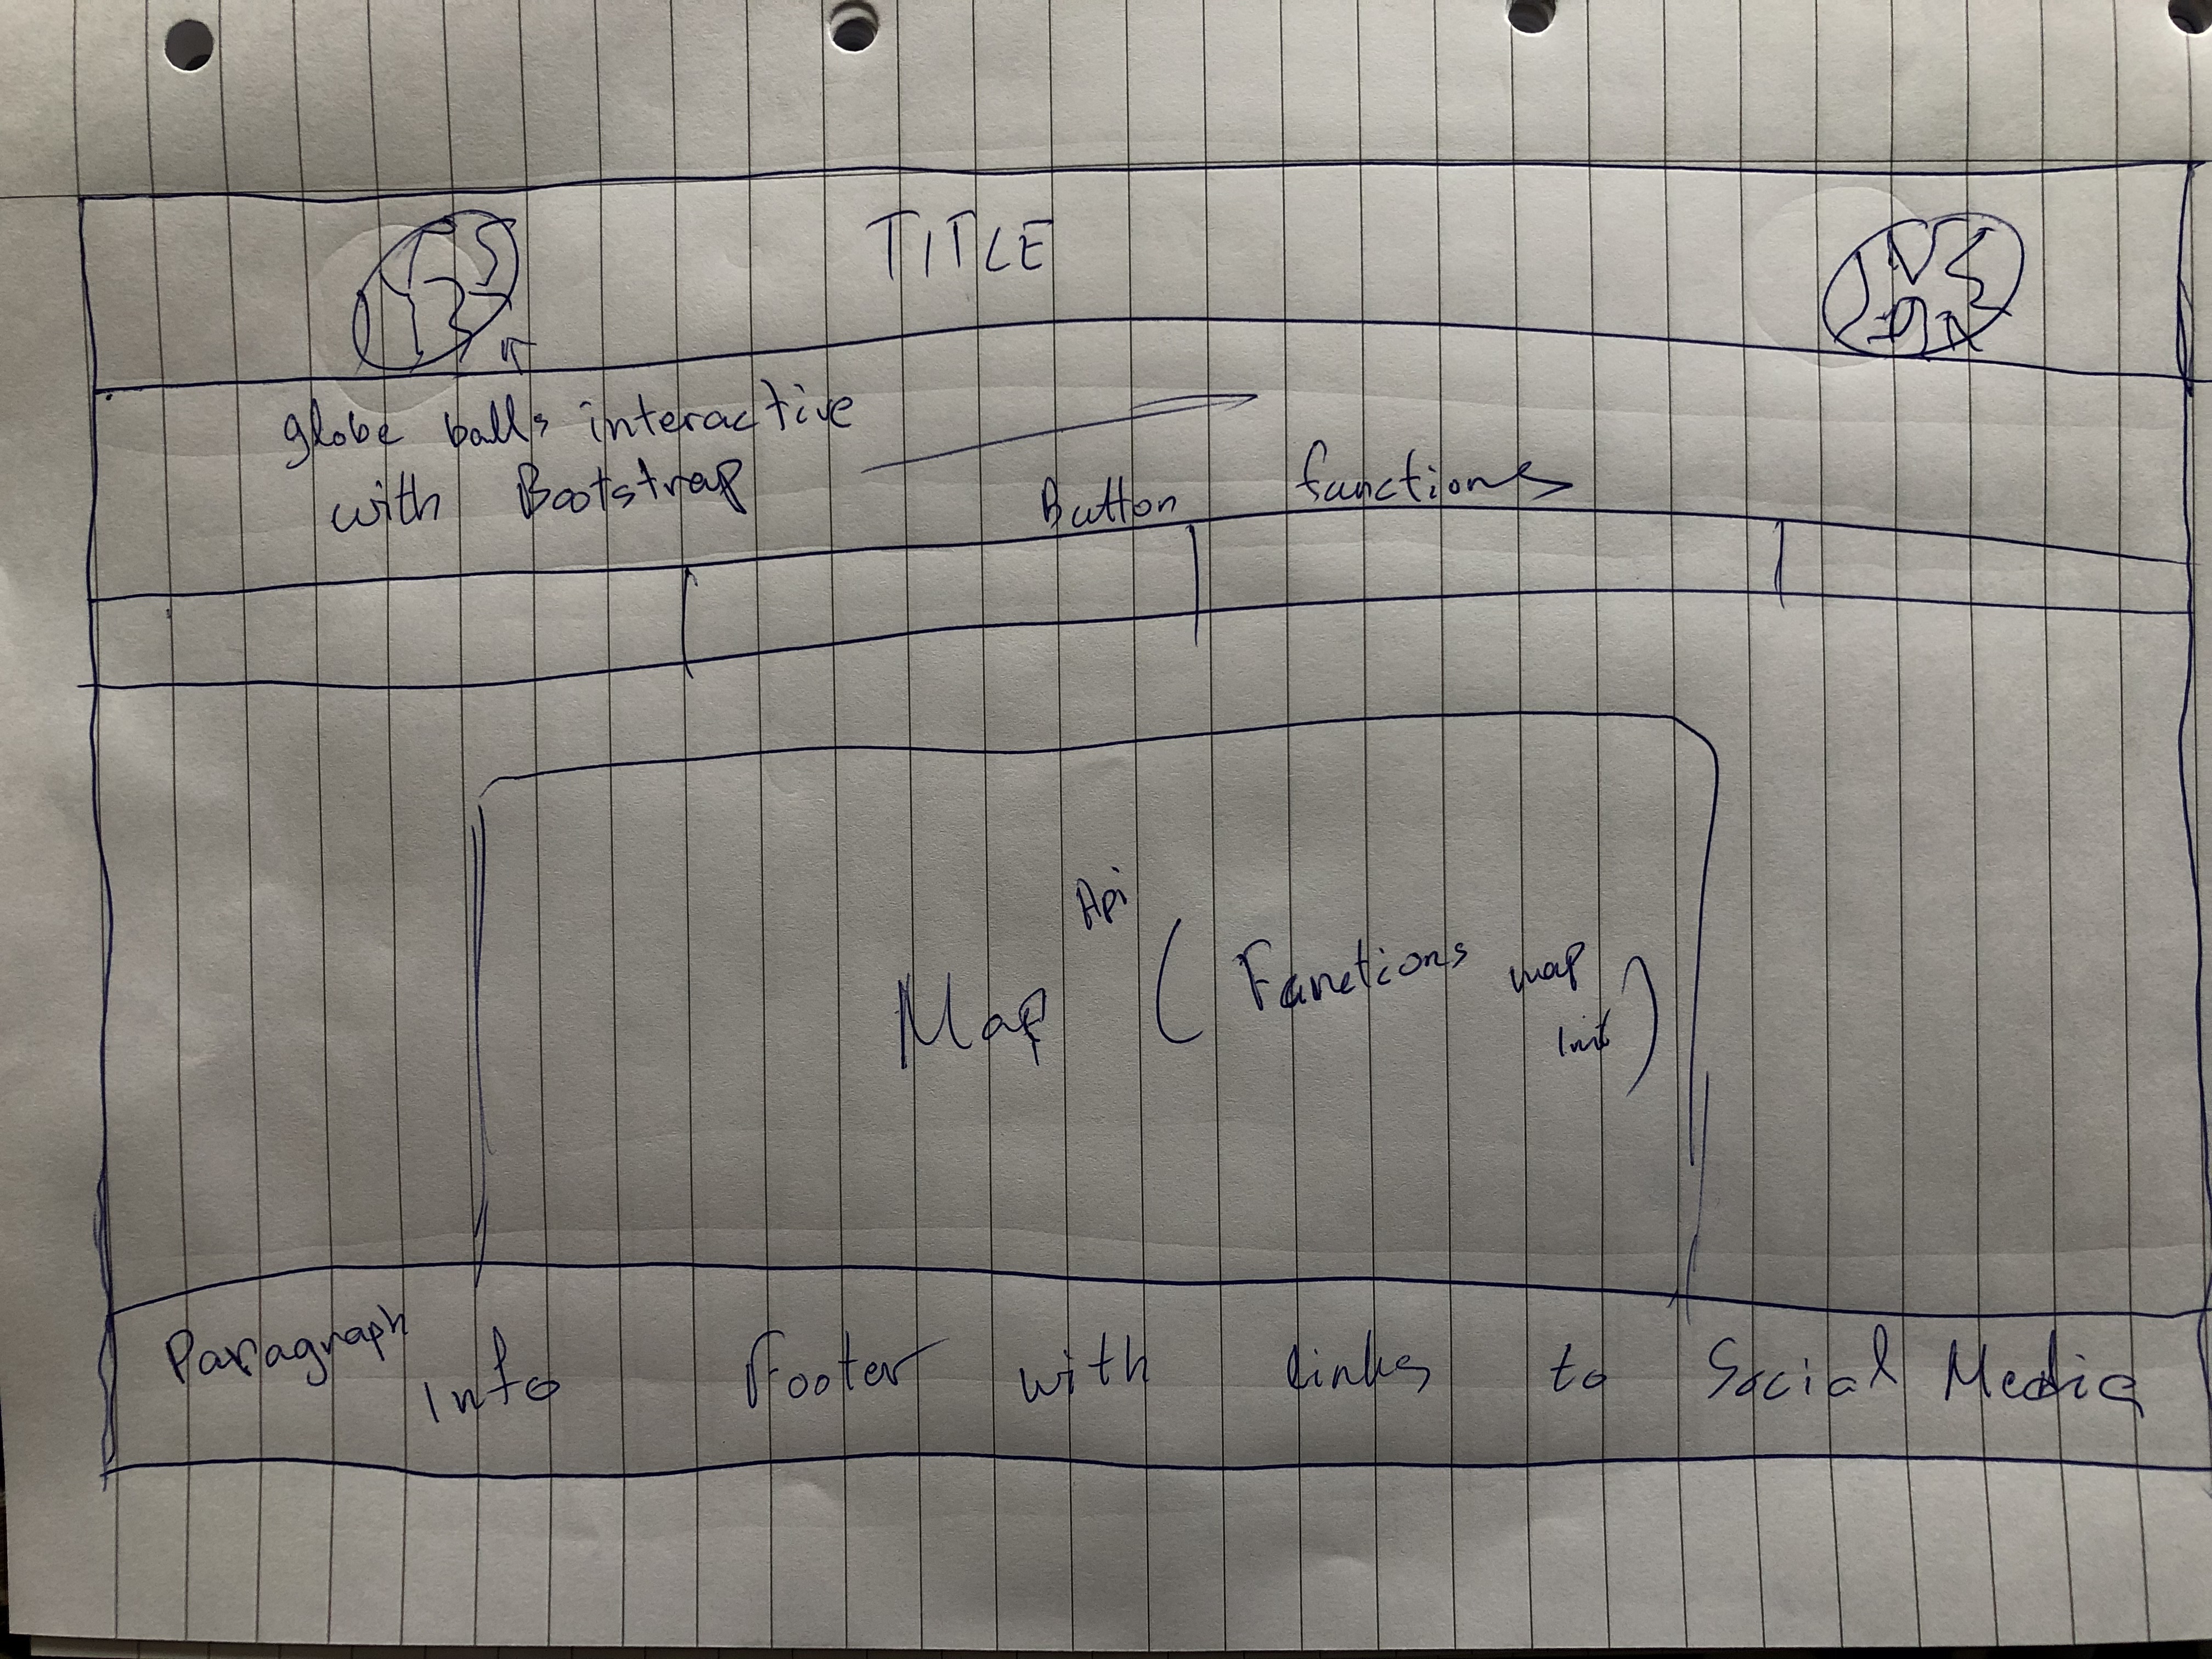 TITLE
globe balls interactive
with Bootstrap
Button functions
Api
Map (Functions map
Init)
Paragraph
Info Footer with links to Social Media